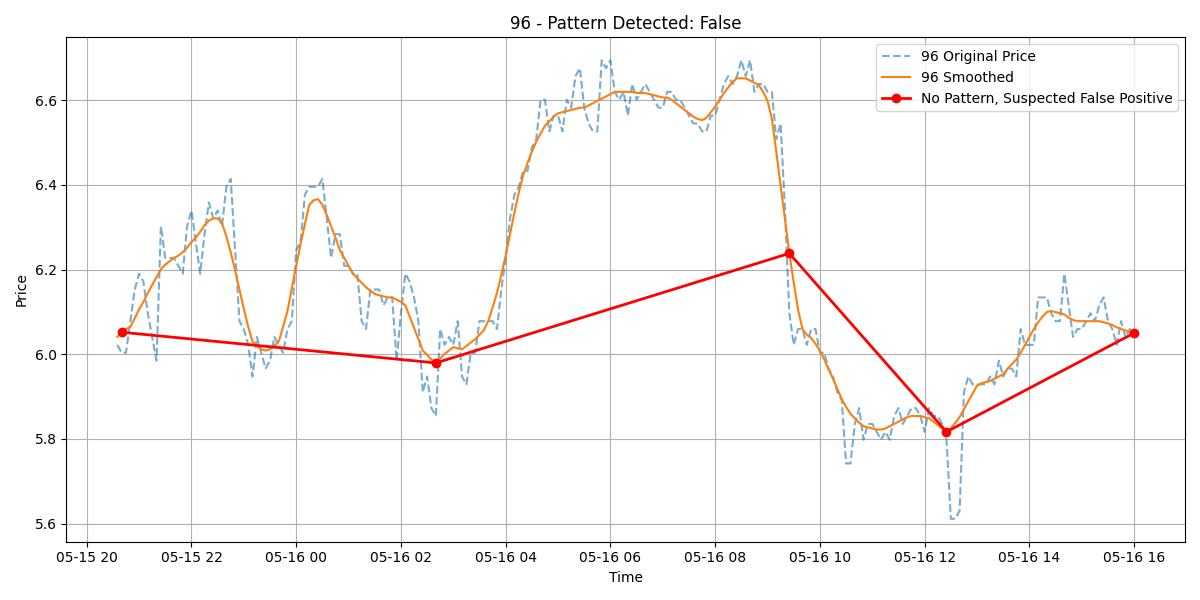 96 - Pattern Detected: False
96 Original Price
96 Smoothed
No Pattern, Suspected False Positive
Price
6.6
6.4
6.2
6.0
5.8
5.6
05-15 20
05-15 22
05-16 00
05-16 02
05-16 04
05-16 06
05-16 08
05-16 10
05-16 12
05-16 14
05-16 16
Time